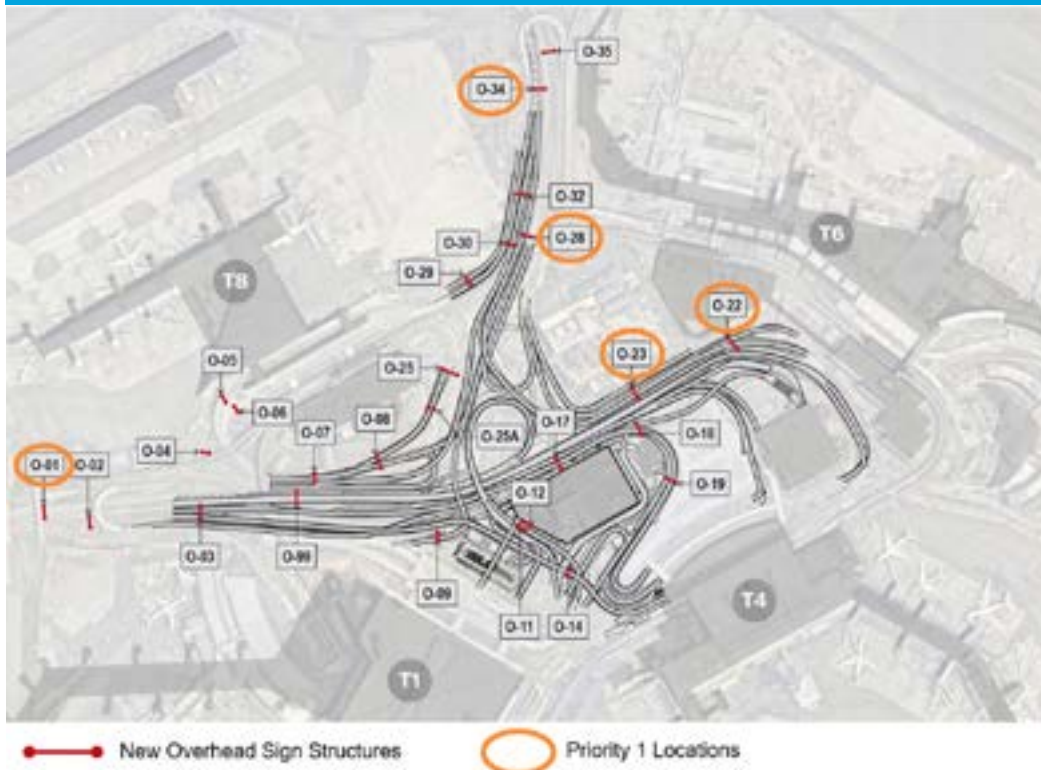 O-35
O-34
O-32
O-28
O-30
T6
O-29
T8
O-22
O-23
O-05
O-25
O-06
O-17
O-08
O-07
O-25A
O-18
O-04
O-01
O-02
O-19
O-12
O-03
O-99
O-09
T4
O-11
O-14
T1
New Overhead Sign Structures
Priority 1 Locations